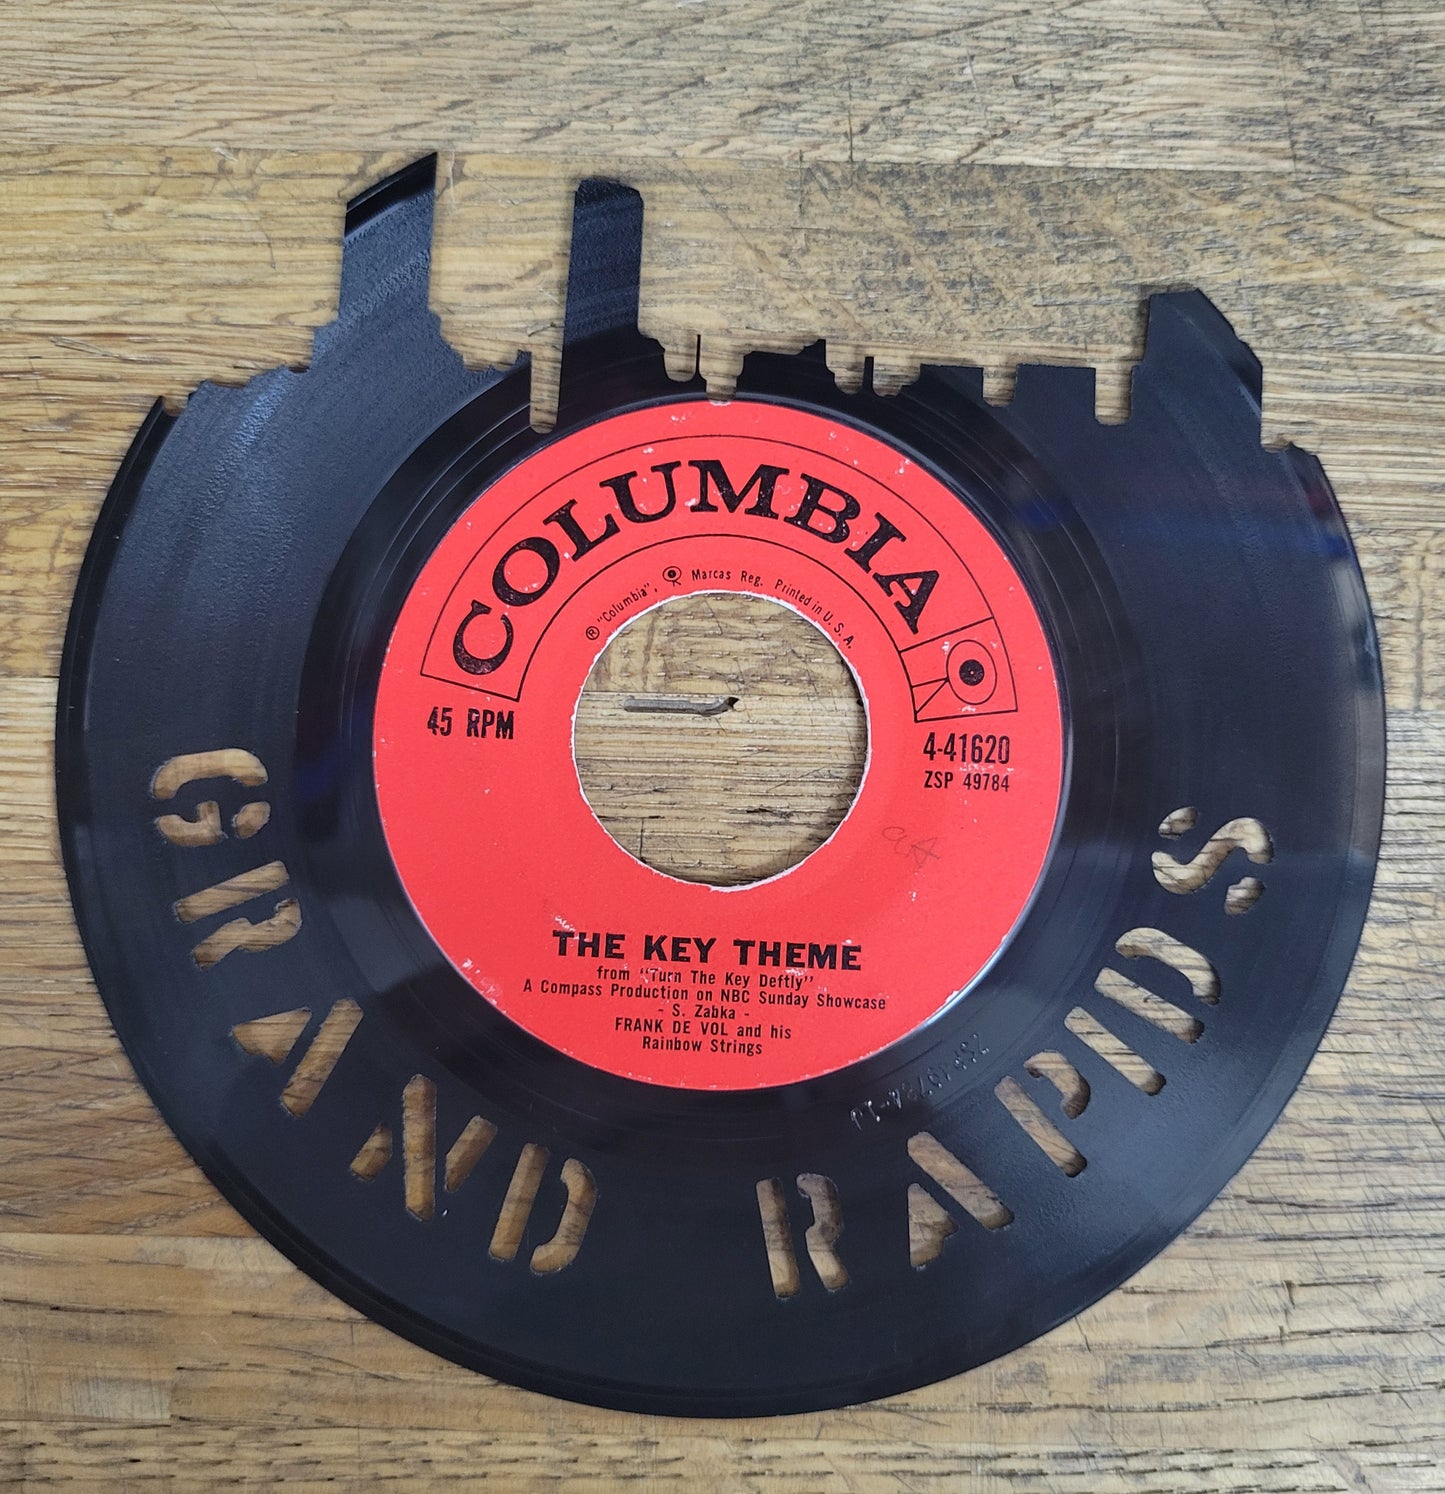 COLUMBIA
® "Columbia", Marcas Reg. Printed in U.S.A.
45 RPM
4-41620
ZSP 49784
THE KEY THEME
from "Turn The Key Deftly"
A Compass Production on NBC Sunday Showcase
- S. Zabka -
FRANK DE VOL and his
Rainbow Strings
GRAND RAPIDS